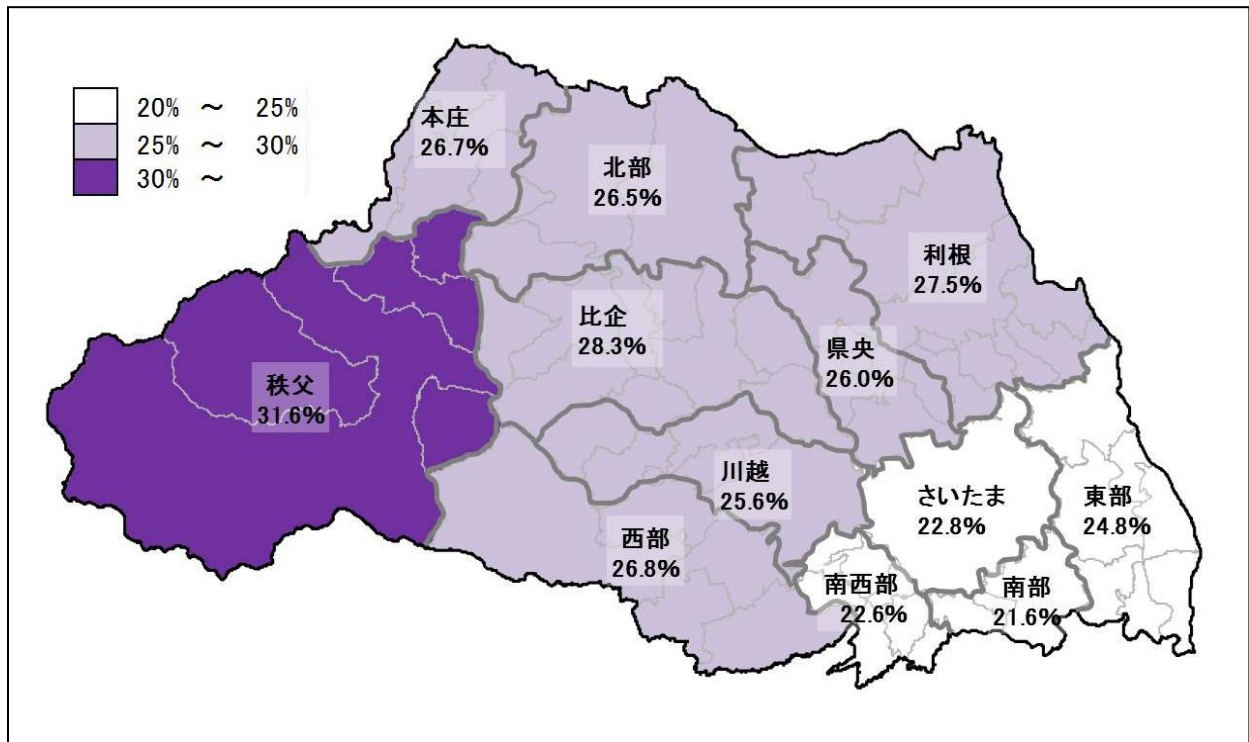 20% ～ 25%
25% ～ 30%
30% ～
本庄
26.7%
北部
26.5%
利根
27.5%
比企
28.3%
県央
26.0%
秩父
31.6%
川越
25.6%
さいたま
22.8%
東部
24.8%
西部
26.8%
南西部
22.6%
南部
21.6%